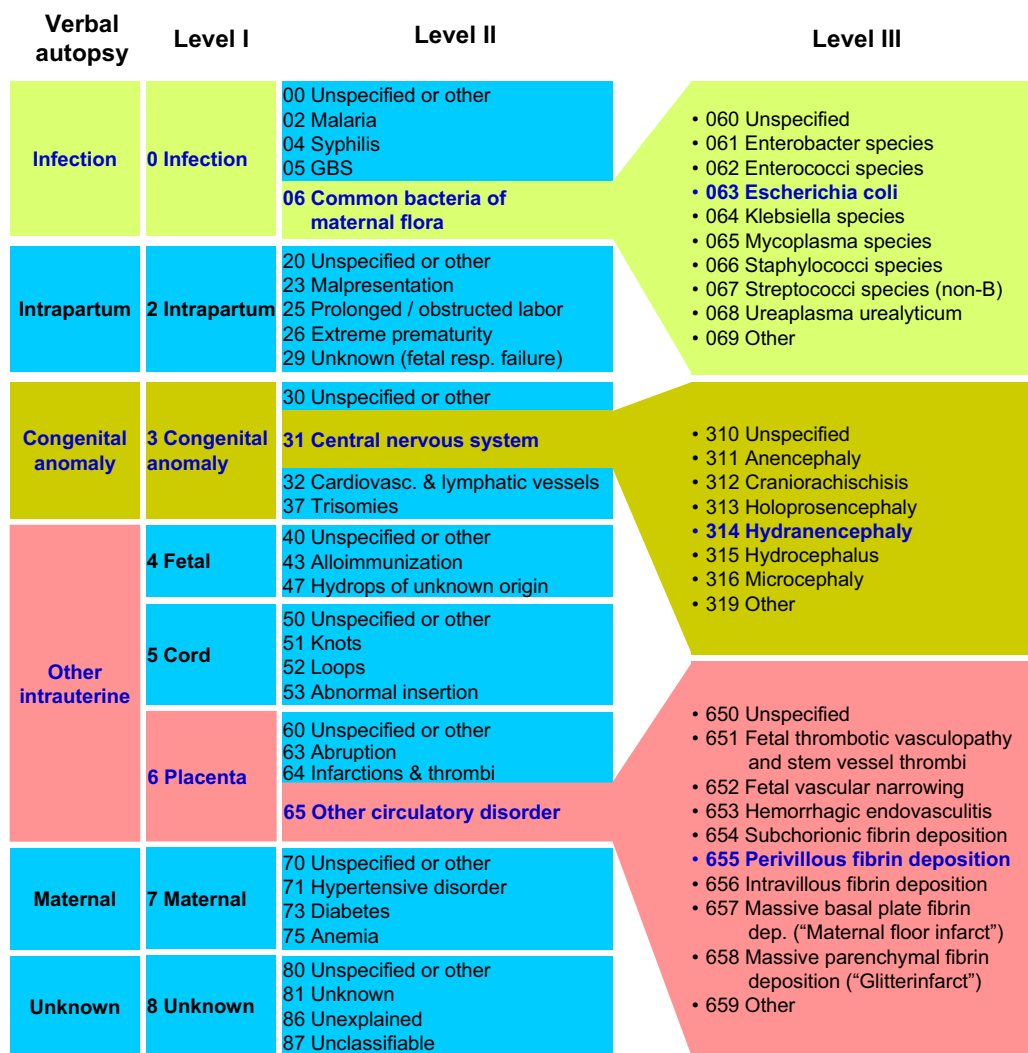 Verbal
autopsy
Level I
Level II
Level III
Infection
0 Infection
00 Unspecified or other
02 Malaria
04 Syphilis
05 GBS
06 Common bacteria of
maternal flora
• 060 Unspecified
• 061 Enterobacter species
• 062 Enterococci species
• 063 Escherichia coli
• 064 Klebsiella species
• 065 Mycoplasma species
• 066 Staphylococci species
• 067 Streptococci species (non-B)
• 068 Ureaplasma urealyticum
• 069 Other
Intrapartum
2 Intrapartum
20 Unspecified or other
23 Malpresentation
25 Prolonged / obstructed labor
26 Extreme prematurity
29 Unknown (fetal resp. failure)
Congenital
anomaly
3 Congenital
anomaly
30 Unspecified or other
31 Central nervous system
32 Cardiovasc. & lymphatic vessels
37 Trisomies
• 310 Unspecified
• 311 Anencephaly
• 312 Craniorachischisis
• 313 Holoprosencephaly
• 314 Hydranencephaly
• 315 Hydrocephalus
• 316 Microcephaly
• 319 Other
Other
intrauterine
4 Fetal
40 Unspecified or other
43 Alloimmunization
47 Hydrops of unknown origin
5 Cord
50 Unspecified or other
51 Knots
52 Loops
53 Abnormal insertion
6 Placenta
60 Unspecified or other
63 Abruption
64 Infarctions & thrombi
65 Other circulatory disorder
• 650 Unspecified
• 651 Fetal thrombotic vasculopathy
and stem vessel thrombi
• 652 Fetal vascular narrowing
• 653 Hemorrhagic endovasculitis
• 654 Subchorionic fibrin deposition
• 655 Perivillous fibrin deposition
• 656 Intravillous fibrin deposition
• 657 Massive basal plate fibrin
dep. (“Maternal floor infarct”)
• 658 Massive parenchymal fibrin
deposition (“Glitterinfarct”)
• 659 Other
Maternal
7 Maternal
70 Unspecified or other
71 Hypertensive disorder
73 Diabetes
75 Anemia
Unknown
8 Unknown
80 Unspecified or other
81 Unknown
86 Unexplained
87 Unclassifiable